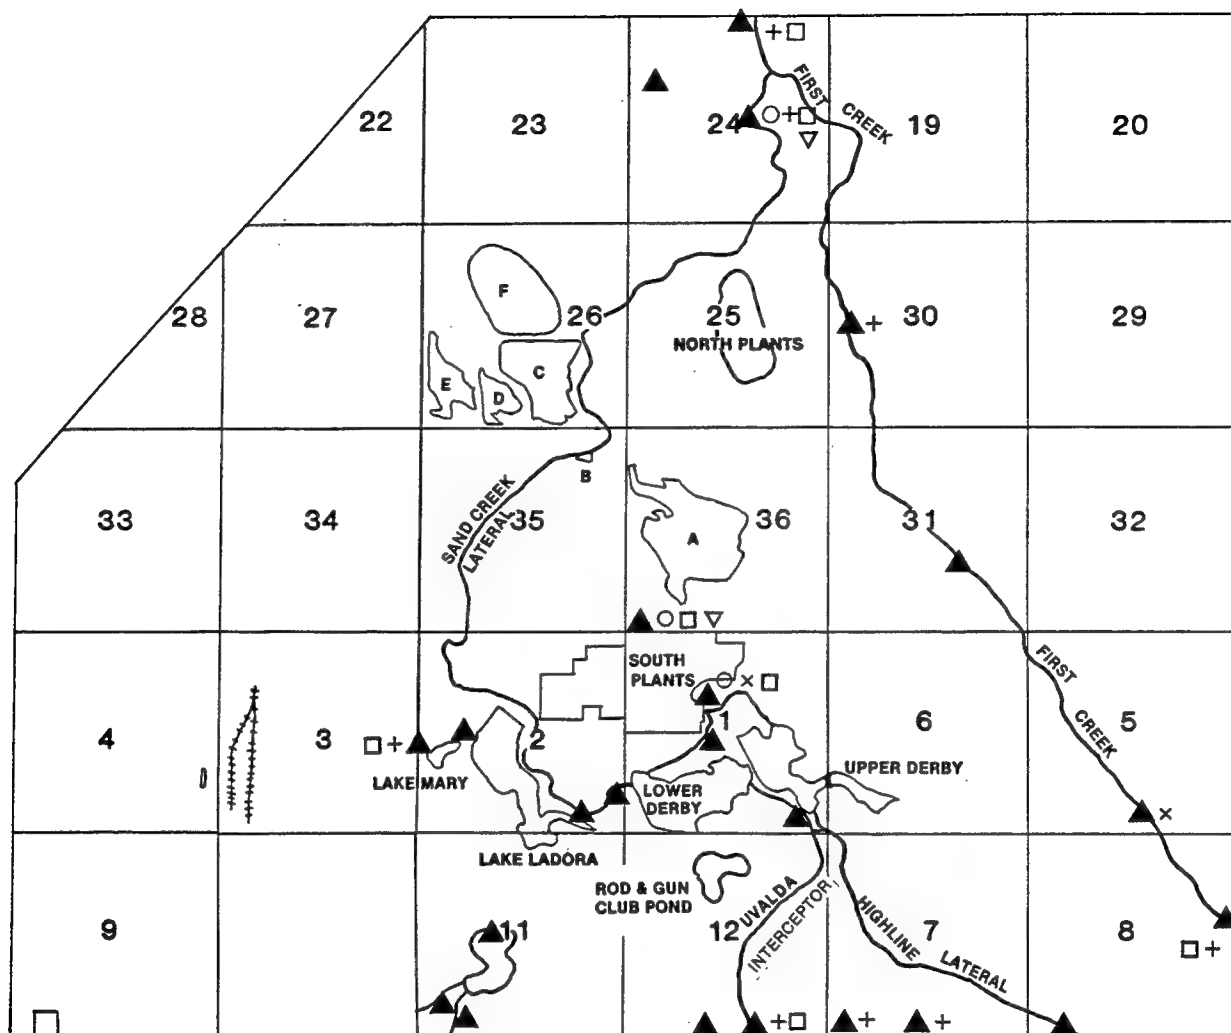 FIRST
CREEK
22
23
24
19
20
F
28
27
26
25
30
29
NORTH PLANTS
E
D
C
B
SAND CREEK
LATERAL
33
34
35
36
31
32
A
SOUTH
PLANTS
FIRST
CREEK
4
3
2
1
6
5
LAKE MARY
LOWER
DERBY
UPPER DERBY
LAKE LADORA
ROD & GUN
CLUB POND
UVALDA
INTERCEPTOR
HIGHLINE
LATERAL
9
11
12
7
8